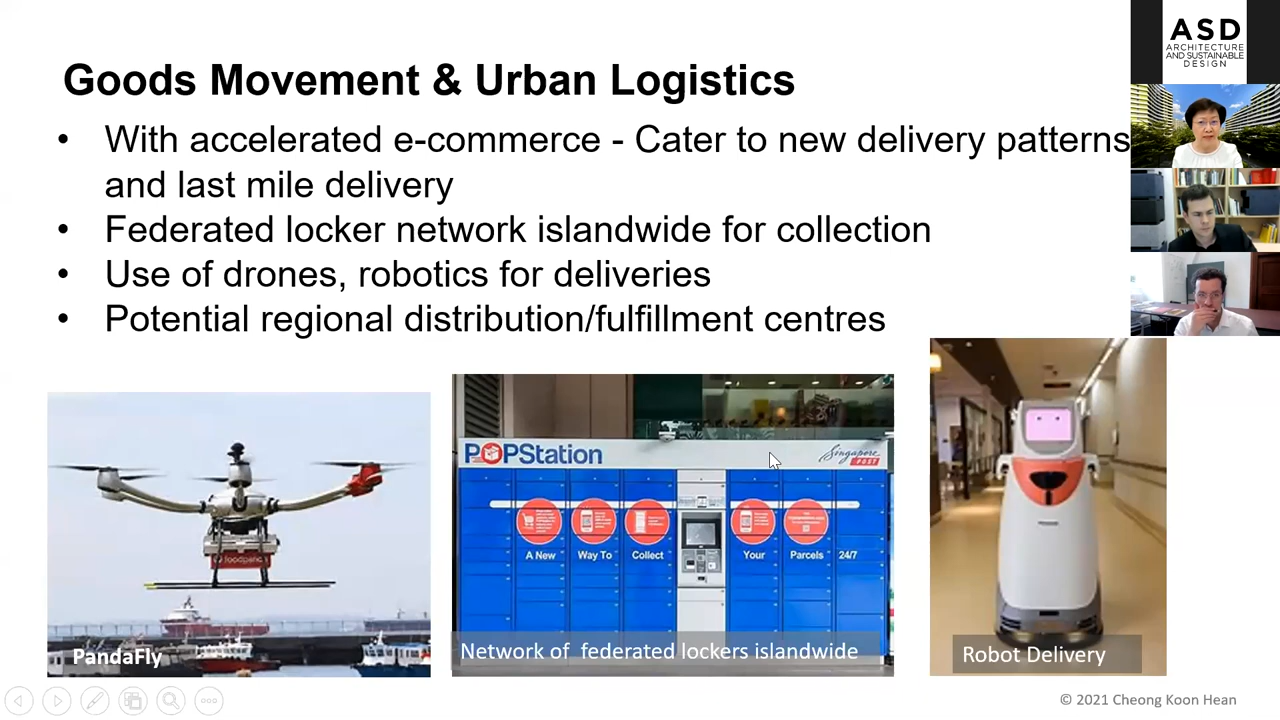 ASD
ARCHITECTURE
AND SUSTAINABLE
DESIGN
Goods Movement & Urban Logistics
• With accelerated e-commerce - Cater to new delivery patterns
and last mile delivery
• Federated locker network islandwide for collection
• Use of drones, robotics for deliveries
• Potential regional distribution/fulfillment centres
foodpanda
PandaFly
POPStation
Singapore
POST
A New Way To Collect Your Parcels 24/7
Network of federated lockers islandwide
Robot Delivery
© 2021 Cheong Koon Hean